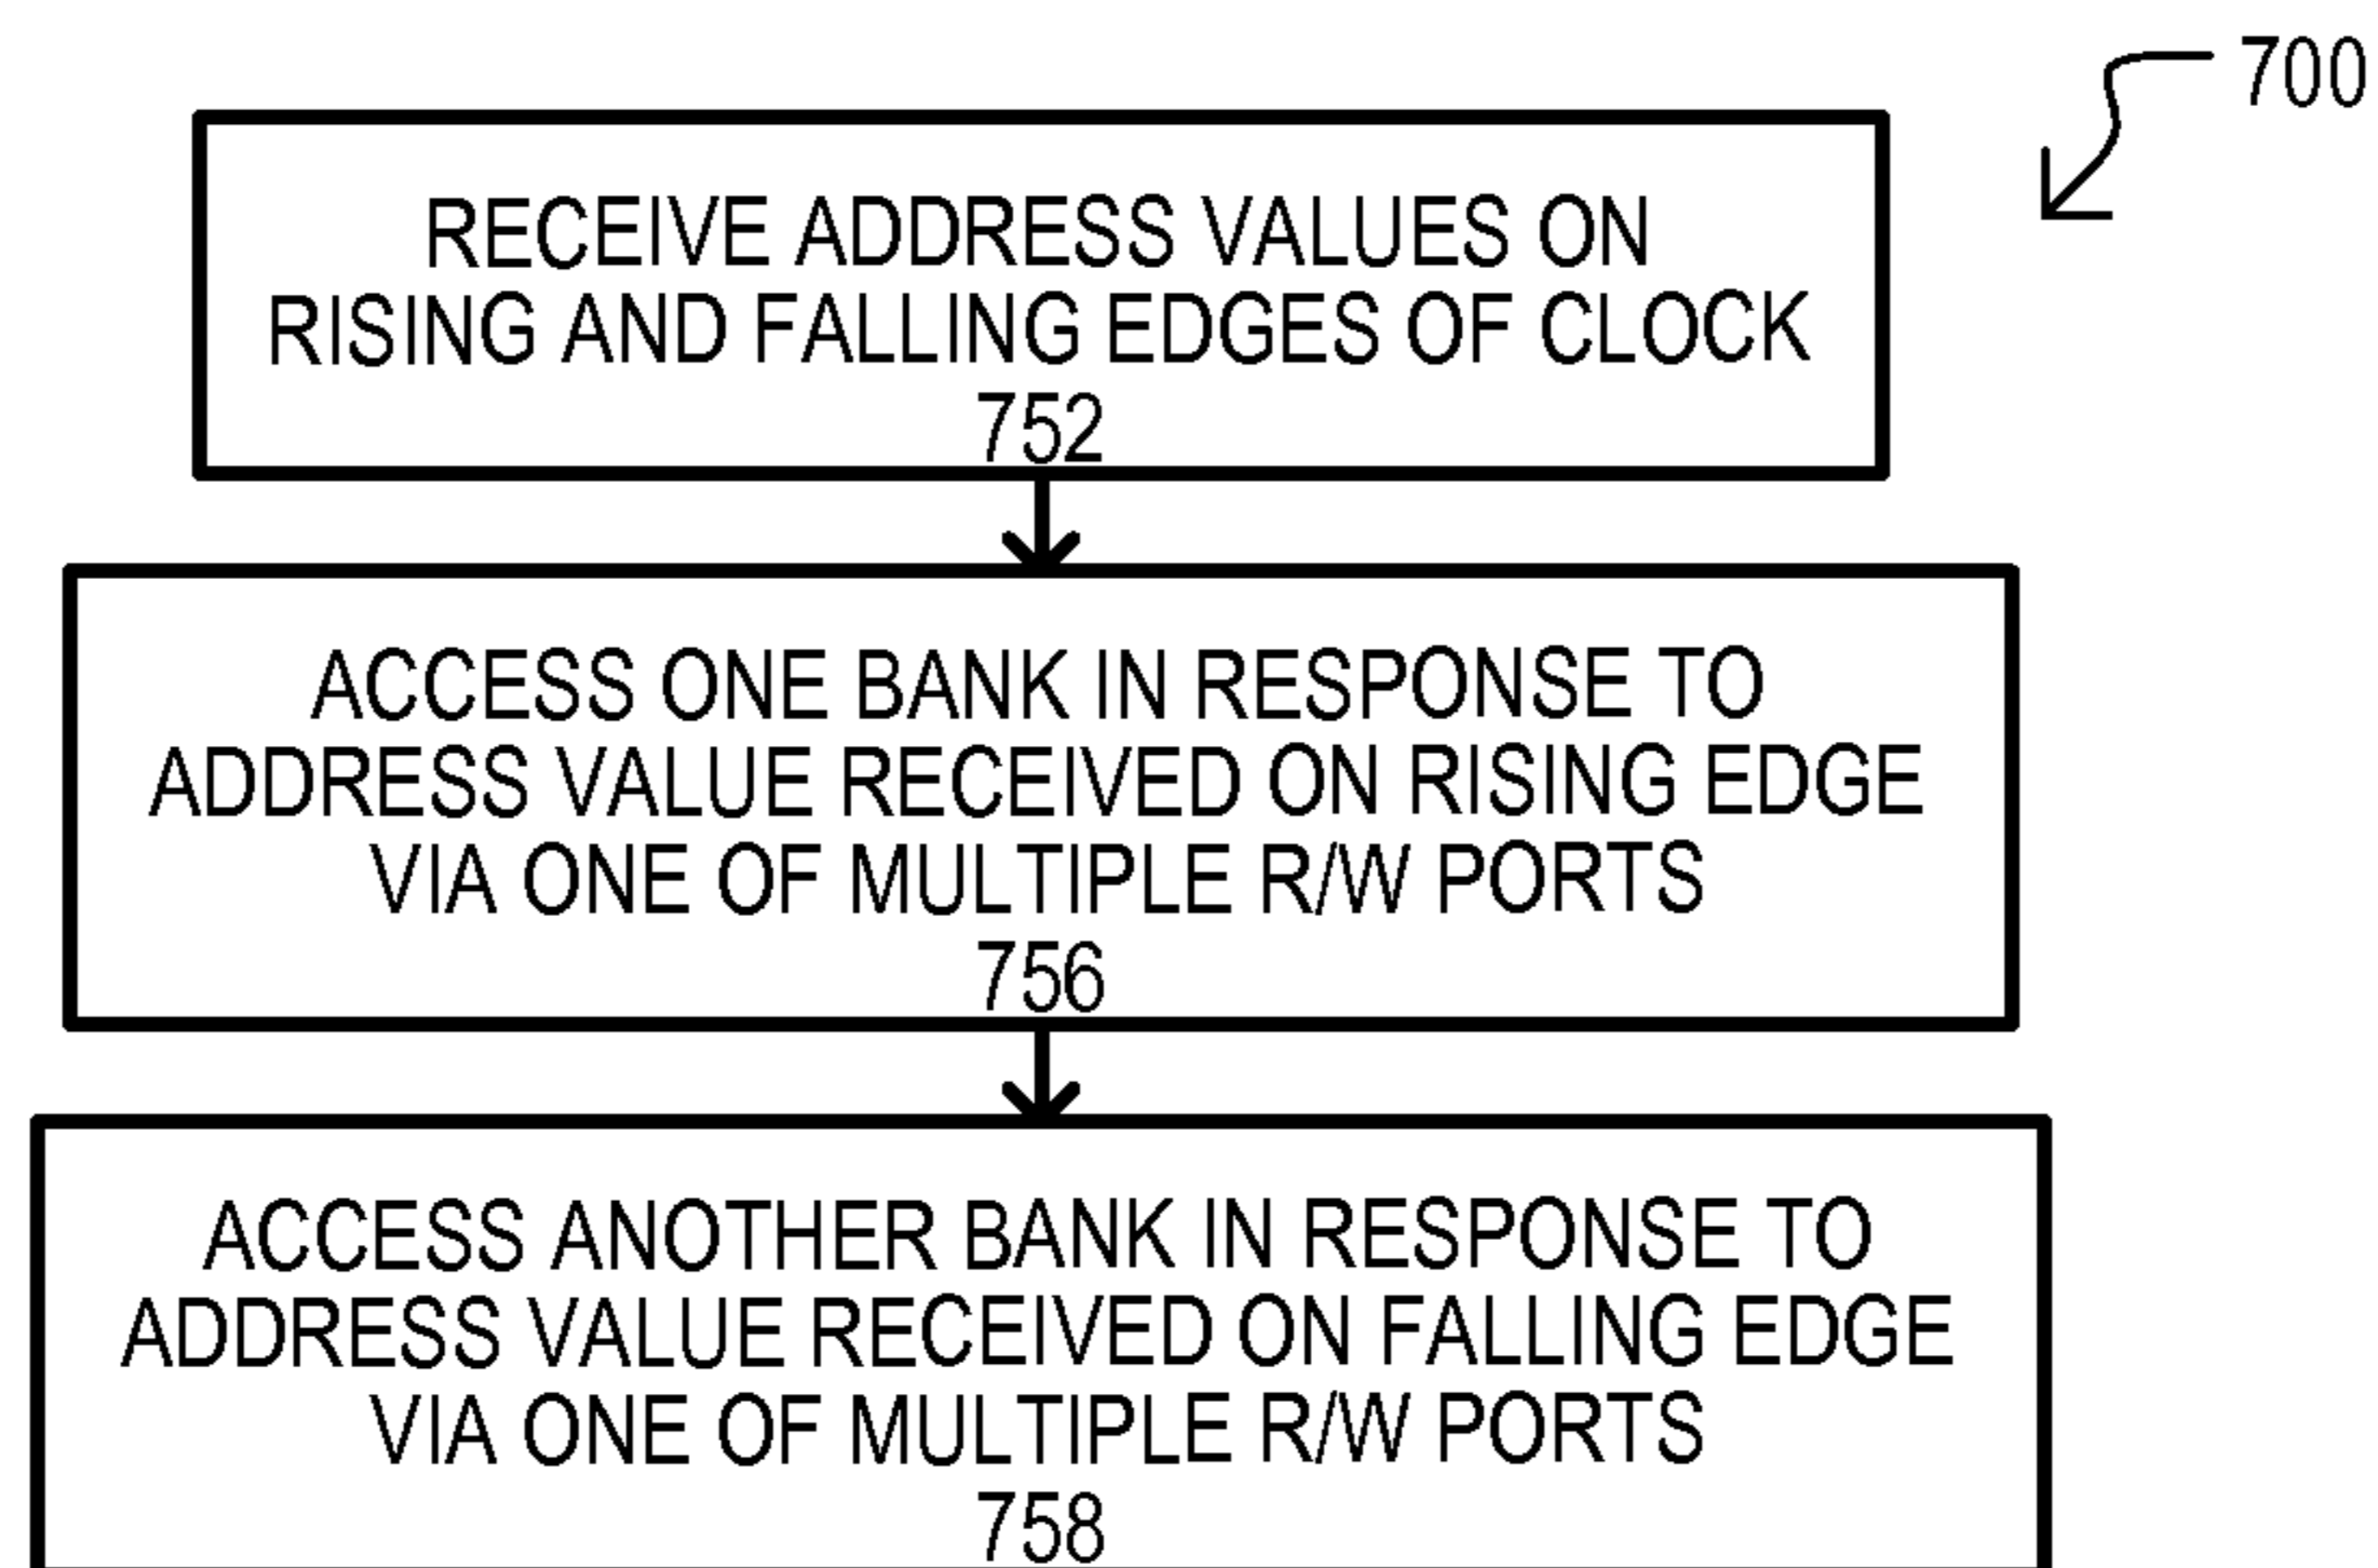 700
RECEIVE ADDRESS VALUES ON
RISING AND FALLING EDGES OF CLOCK
752
ACCESS ONE BANK IN RESPONSE TO
ADDRESS VALUE RECEIVED ON RISING EDGE
VIA ONE OF MULTIPLE R/W PORTS
756
ACCESS ANOTHER BANK IN RESPONSE TO
ADDRESS VALUE RECEIVED ON FALLING EDGE
VIA ONE OF MULTIPLE R/W PORTS
758